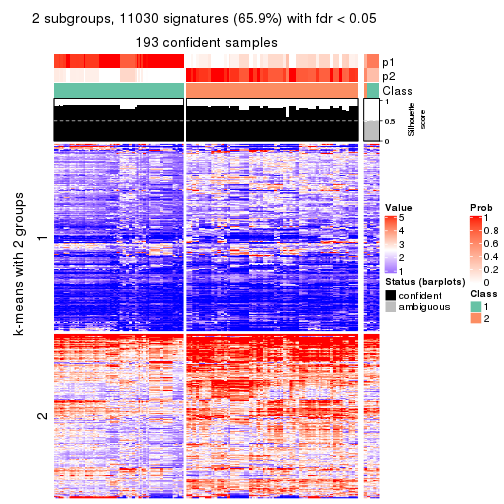 2 subgroups, 11030 signatures (65.9%) with fdr < 0.05
193 confident samples
p1
p2
Class
1
0.5
0
Silhouette
score
k-means with 2 groups
1
2
Value
5
4
3
2
1
Status (barplots)
confident
ambiguous
Prob
1
0.8
0.6
0.4
0.2
0
Class
1
2